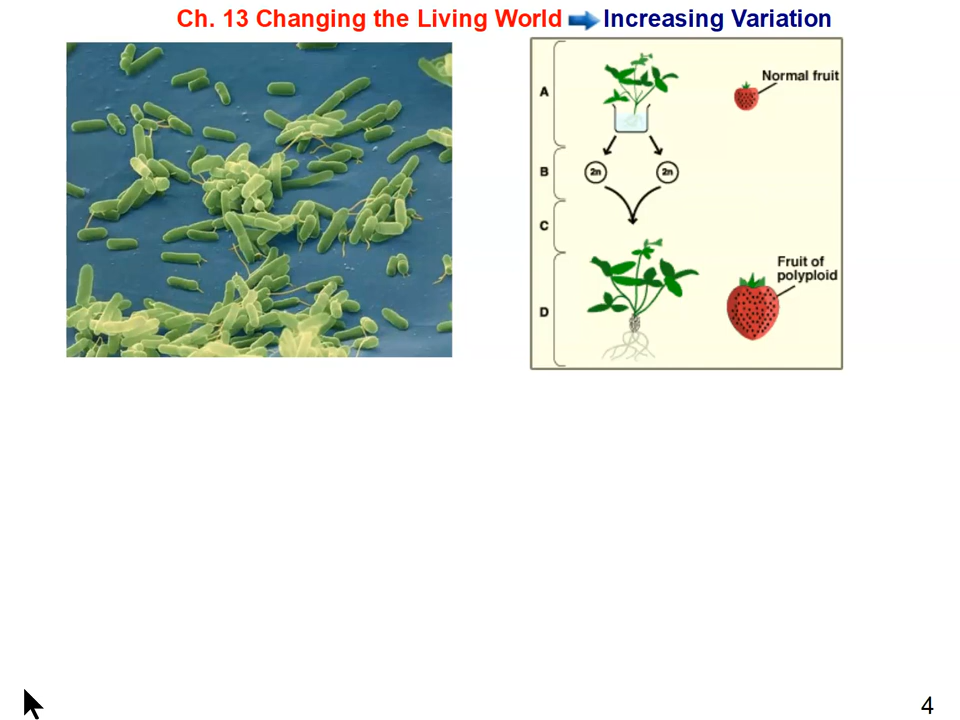 Ch. 13 Changing the Living World Increasing Variation
A
Normal fruit
B
2n 2n
C
Fruit of
polyploid
D
4